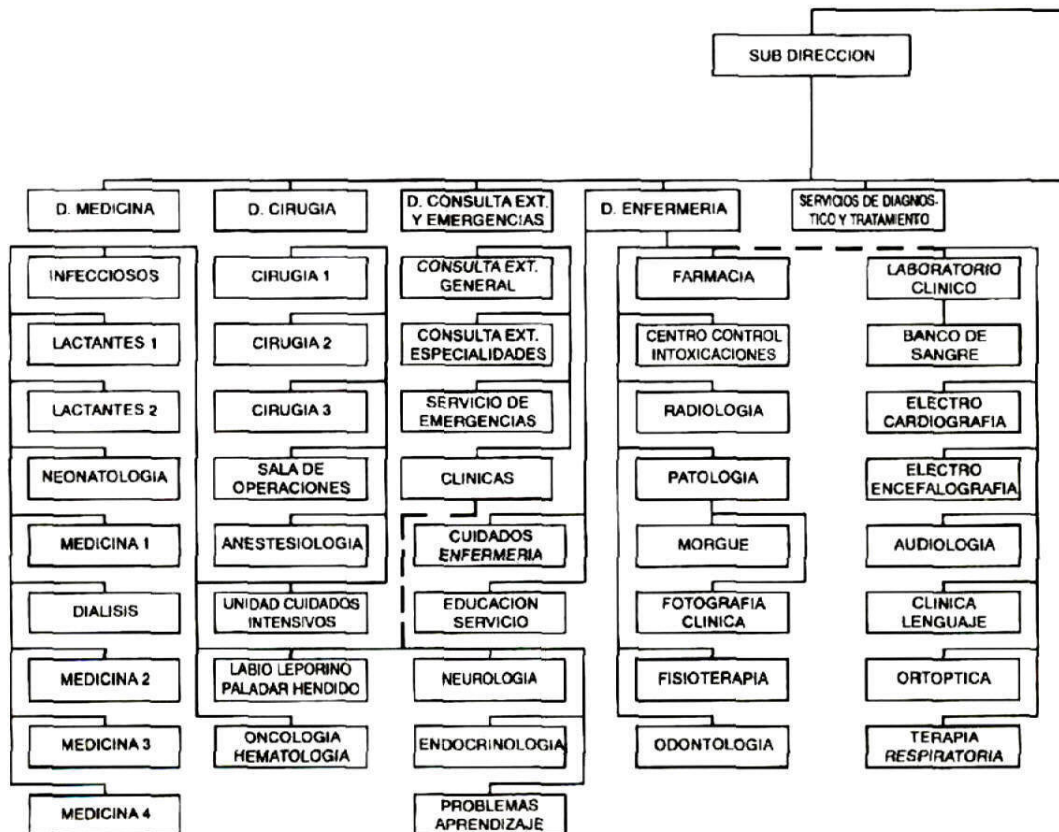 SUB DIRECCION
D. MEDICINA
D. CIRUGIA
D. CONSULTA EXT.
Y EMERGENCIAS
D. ENFERMERIA
SERVICIOS DE DIAGNOS-
TICO Y TRATAMIENTO
INFECCIOSOS
LACTANTES 1
LACTANTES 2
NEONATOLOGIA
MEDICINA 1
DIALISIS
MEDICINA 2
MEDICINA 3
MEDICINA 4
CIRUGIA 1
CIRUGIA 2
CIRUGIA 3
SALA DE
OPERACIONES
ANESTESIOLOGIA
UNIDAD CUIDADOS
INTENSIVOS
LABIO LEPORINO
PALADAR HENDIDO
ONCOLOGIA
HEMATOLOGIA
CONSULTA EXT.
GENERAL
CONSULTA EXT.
ESPECIALIDADES
SERVICIO DE
EMERGENCIAS
CLINICAS
CUIDADOS
ENFERMERIA
EDUCACION
SERVICIO
NEUROLOGIA
ENDOCRINOLOGIA
PROBLEMAS
APRENDIZAJE
FARMACIA
CENTRO CONTROL
INTOXICACIONES
RADIOLOGIA
PATOLOGIA
MORGUE
FOTOGRAFIA
CLINICA
FISIOTERAPIA
ODONTOLOGIA
LABORATORIO
CLINICO
BANCO DE
SANGRE
ELECTRO
CARDIOGRAFIA
ELECTRO
ENCEFALOGRAFIA
AUDIOLOGIA
CLINICA
LENGUAJE
ORTOPTICA
TERAPIA
RESPIRATORIA